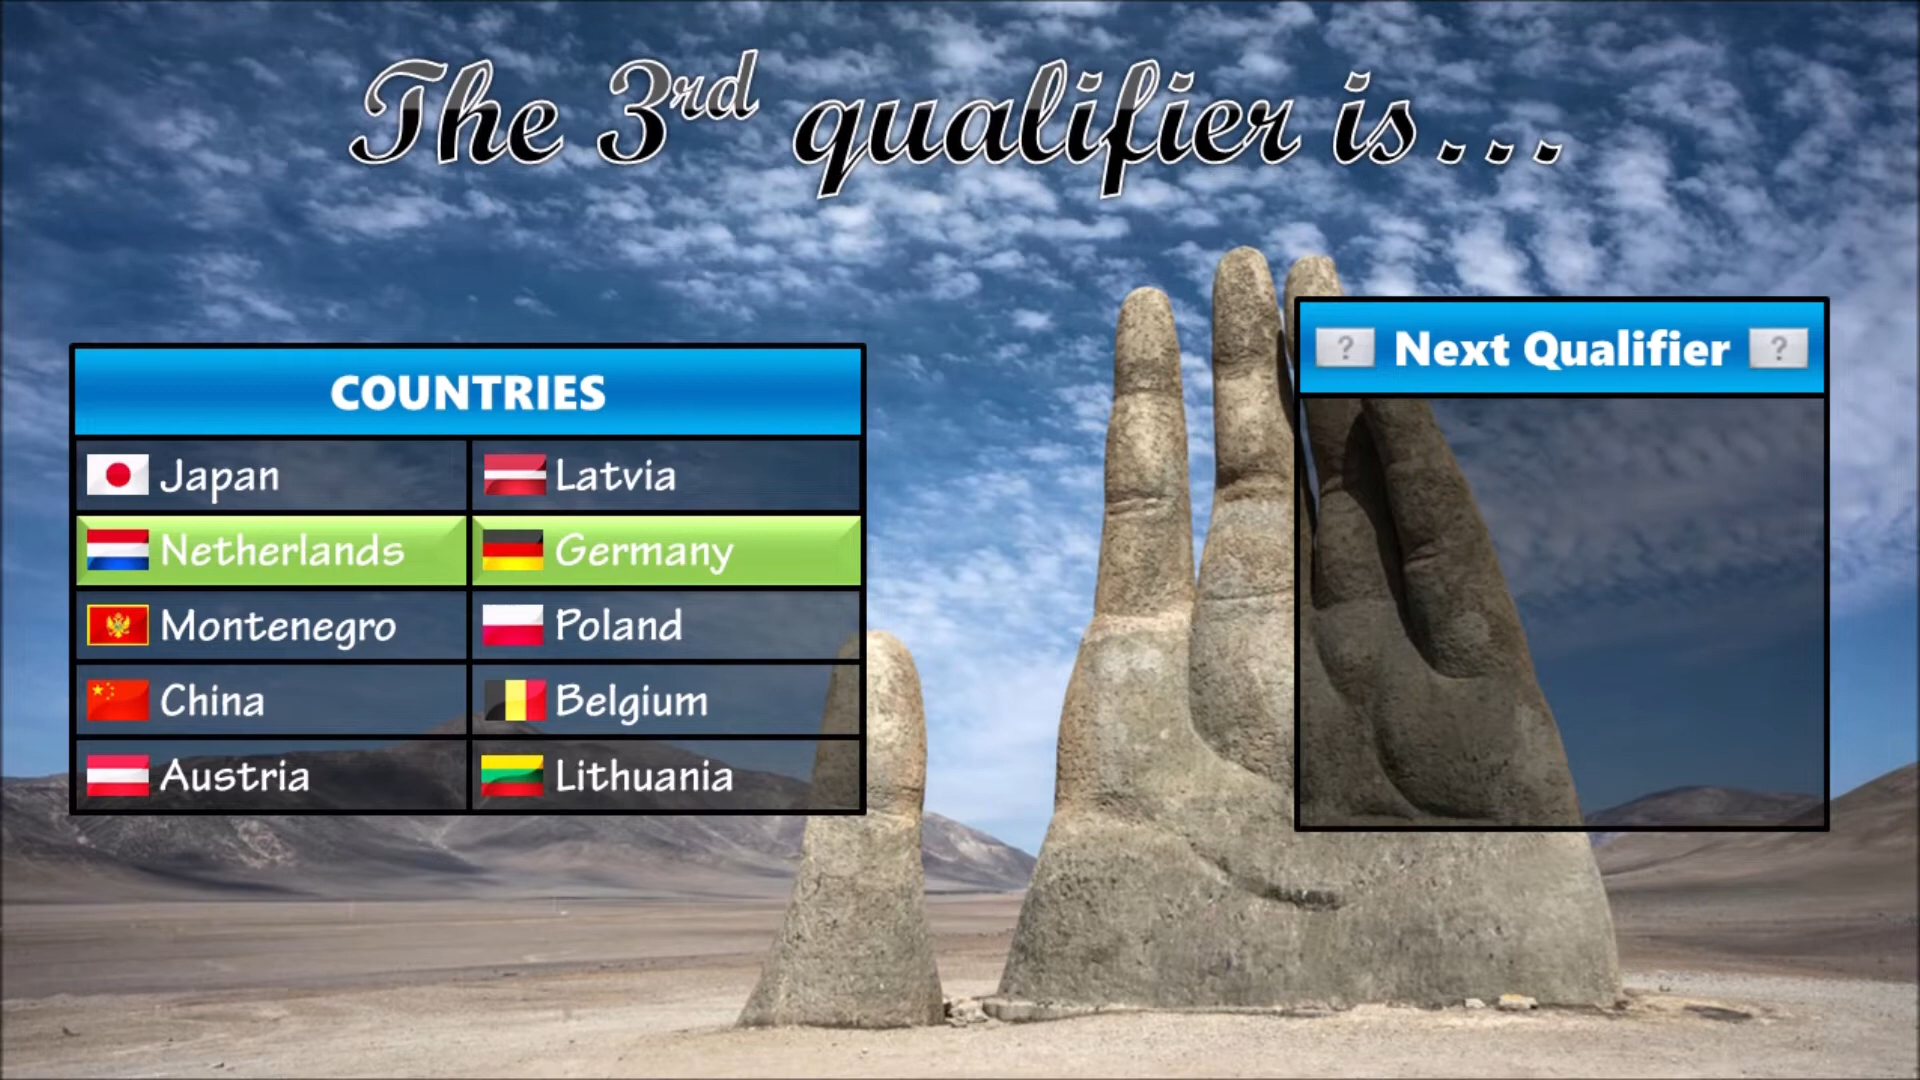 The 3rd qualifier is...
? Next Qualifier ?
COUNTRIES
Japan Latvia
Netherlands Germany
Montenegro Poland
China Belgium
Austria Lithuania